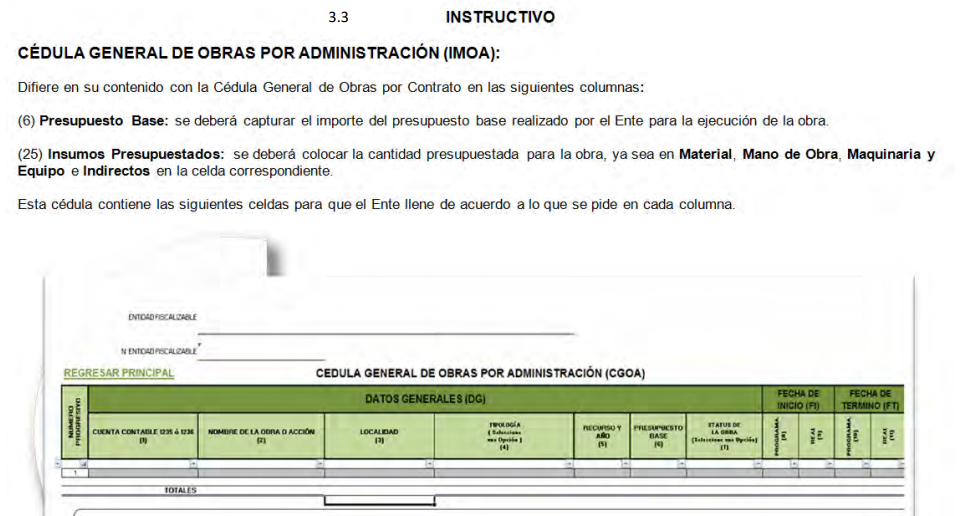 3.3 INSTRUCTIVO
CÉDULA GENERAL DE OBRAS POR ADMINISTRACIÓN (IMOA):
Difiere en su contenido con la Cédula General de Obras por Contrato en las siguientes columnas:
(6) Presupuesto Base: se deberá capturar el importe del presupuesto base realizado por el Ente para la ejecución de la obra.
(25) Insumos Presupuestados: se deberá colocar la cantidad presupuestada para la obra, ya sea en Material, Mano de Obra, Maquinaria y
Equipo e Indirectos en la celda correspondiente.
Esta cédula contiene las siguientes celdas para que el Ente llene de acuerdo a lo que se pide en cada columna.
ENTIDAD FISCALIZABLE
N ENTIDAD FISCALIZABLE
REGRESAR PRINCIPAL CEDULA GENERAL DE OBRAS POR ADMINISTRACIÓN (CGOA)
NUMERO PROGRESIVO
DATOS GENERALES (DG)
FECHA DE
INICIO (FI)
FECHA DE
TERMINO (FT)
CUENTA CONTABLE 1235 ó 1236
(1)
NOMBRE DE LA OBRA O ACCIÓN
(2)
LOCALIDAD
(3)
TIPOLOGÍA
( Seleccione
una Opción )
(4)
RECURSO Y
AÑO
(5)
PRESUPUESTO
BASE
(6)
STATUS DE
LA OBRA
(Seleccione una Opción)
(7)
PROGRAMA
(8)
REAL
(9)
PROGRAMA
(10)
REAL
(11)
1
TOTALES